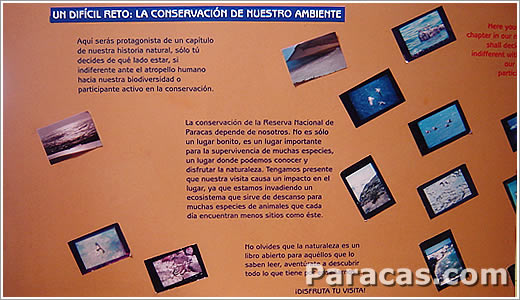 UN DIFÍCIL RETO: LA CONSERVACIÓN DE NUESTRO AMBIENTE
Aquí serás protagonista de un capítulo
de nuestra historia natural, sólo tú
decides de qué lado estar, si
indiferente ante el atropello humano
hacia nuestra biodiversidad o
participante activo en la conservación.
Here your
chapter in our n
shall deci
indifferent with
our
partici
La conservación de la Reserva Nacional de
Paracas depende de nosotros. No es sólo
un lugar bonito, es un lugar importante
para la supervivencia de muchas especies,
un lugar donde podemos conocer y
disfrutar la naturaleza. Tengamos presente
que nuestra visita causa un impacto en el
lugar, ya que estamos invadiendo un
ecosistema que sirve de descanso para
muchas especies de animales que cada
día encuentran menos sitios como éste.
No olvides que la naturaleza es un
libro abierto para aquéllos que lo
saben leer, aventúrate a descubrir
todo lo que tiene
¡DISFRUTA TU VISITA!
Paracas.com